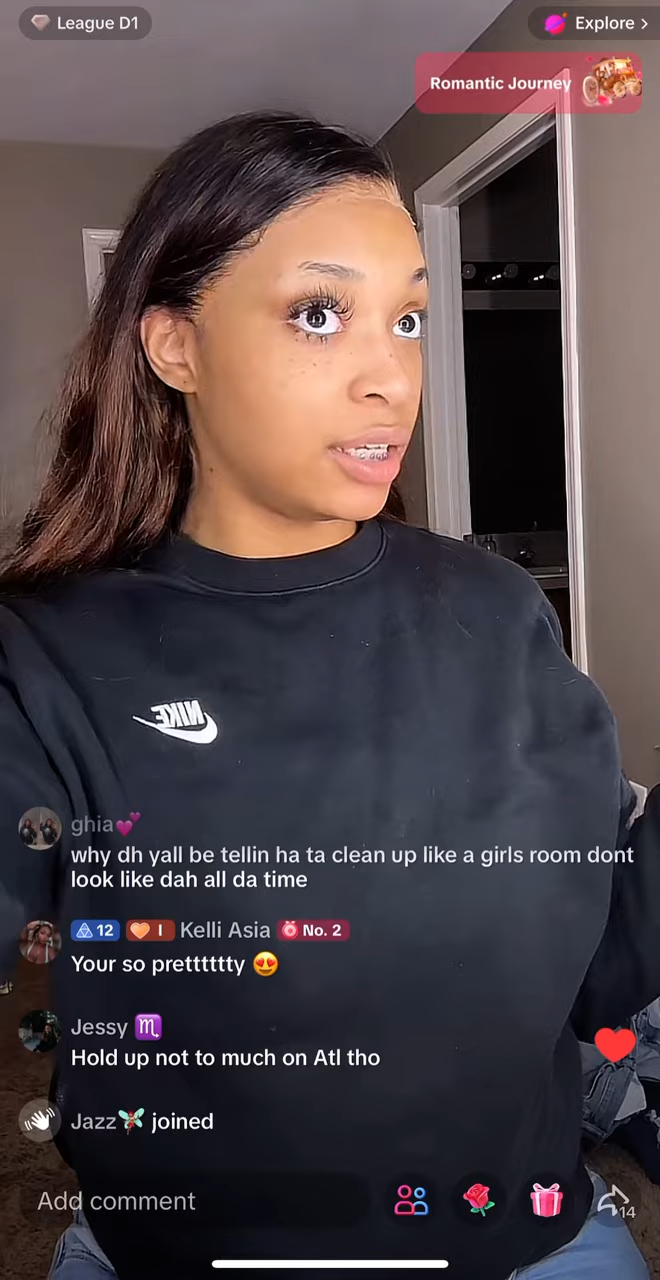 League D1
Explore >
Romantic Journey
NIKE
ghia💕
why dh yall be tellin ha ta clean up like a girls room dont
look like dah all da time
12 I Kelli Asia No. 2
Your so prettttttty 😍
Jessy ♏
Hold up not to much on Atl tho
Jazz🧚 joined
Add comment
14